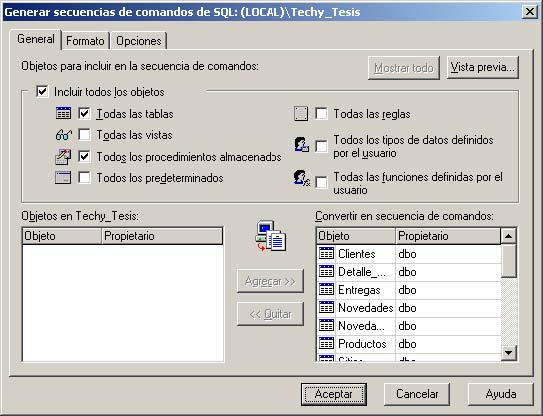 Generar secuencias de comandos de SQL: (LOCAL)\Techy_Tesis
General Formato Opciones
Objetos para incluir en la secuencia de comandos:
Mostrar todo Vista previa...
Incluir todos los objetos
Todas las tablas
Todas las vistas
Todos los procedimientos almacenados
Todos los predeterminados
Todas las reglas
Todos los tipos de datos definidos
por el usuario
Todas las funciones definidas por el
usuario
Objetos en Techy_Tesis:
Objeto Propietario
Agregar >>
<< Quitar
Convertir en secuencia de comandos:
Objeto Propietario
Clientes dbo
Detalle_... dbo
Entregas dbo
Novedades dbo
Noveda... dbo
Productos dbo
dbo
Aceptar Cancelar Ayuda